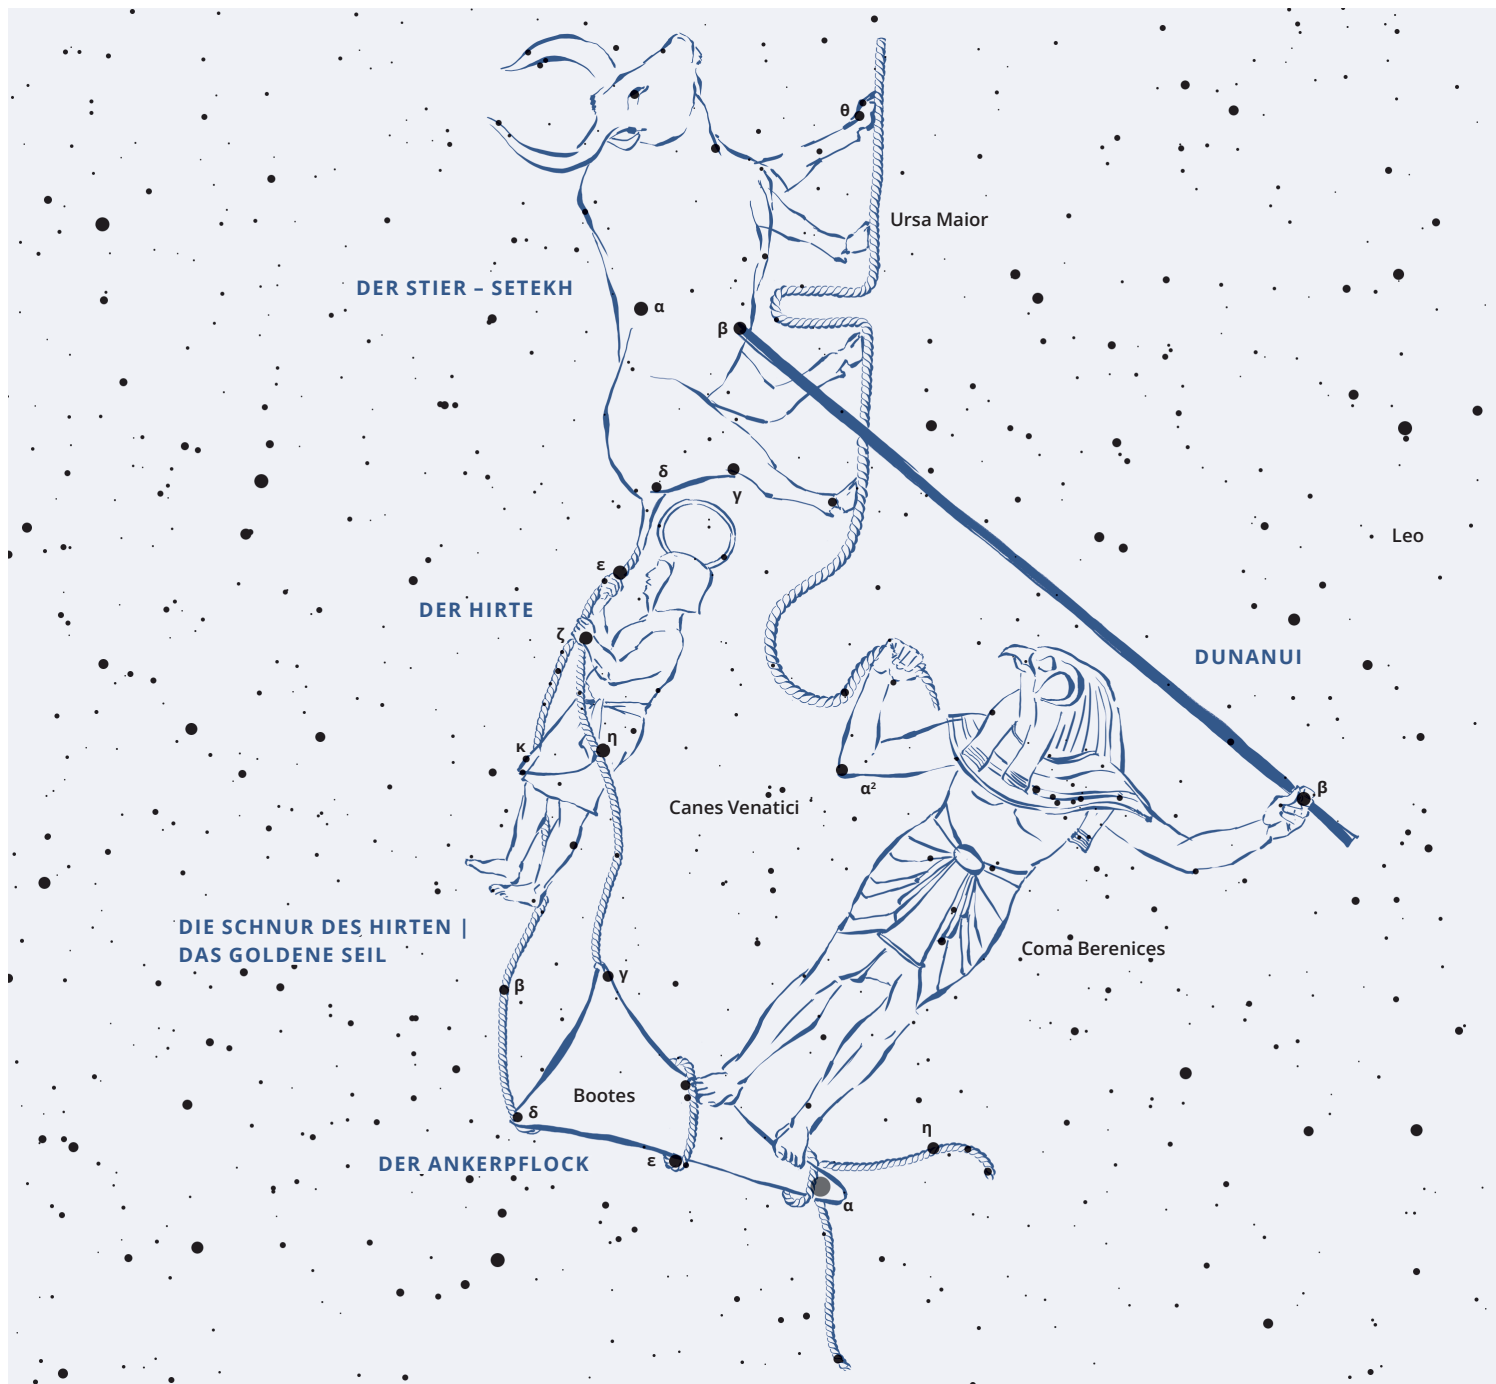 θ
Ursa Maior
DER STIER – SETEKH
α
β
δ
γ
Leo
ε
DER HIRTE
ζ
DUNANUI
κ
η
α²
β
Canes Venatici
DIE SCHNUR DES HIRTEN |
DAS GOLDENE SEIL
Coma Berenices
β
γ
Bootes
δ
η
DER ANKERPFLOCK
ε
α